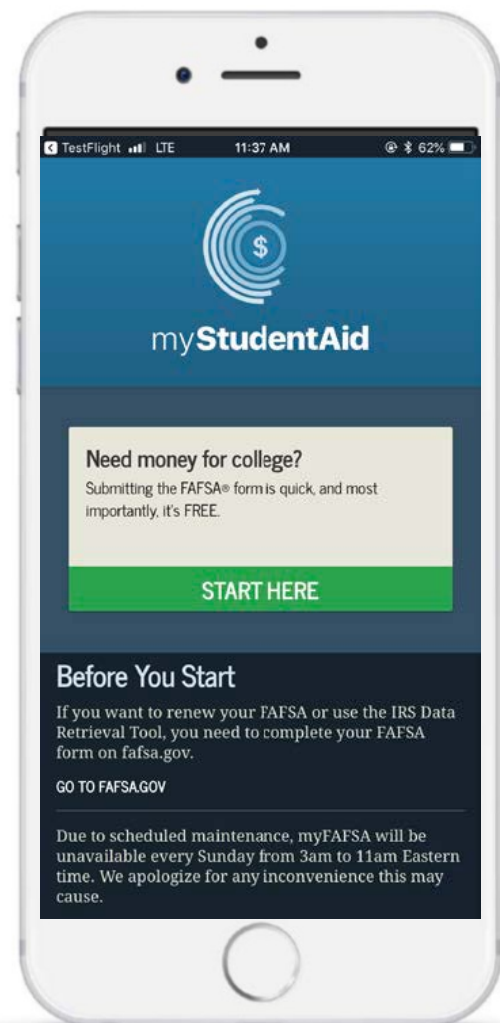 TestFlight LTE 11:37 AM 62%
$
myStudentAid
Need money for college?
Submitting the FAFSA® form is quick, and most
importantly, it's FREE.
START HERE
Before You Start
If you want to renew your FAFSA or use the IRS Data
Retrieval Tool, you need to complete your FAFSA
form on fafsa.gov.
GO TO FAFSA.GOV
Due to scheduled maintenance, myFAFSA will be
unavailable every Sunday from 3am to 11am Eastern
time. We apologize for any inconvenience this may
cause.